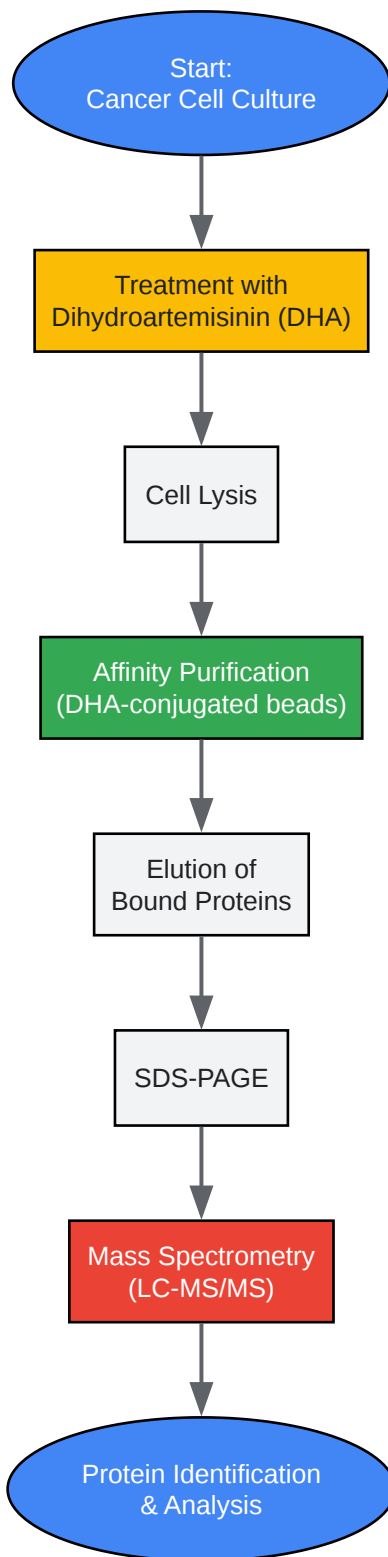 Start:
Cancer Cell Culture
Treatment with
Dihydroartemisinin (DHA)
Cell Lysis
Affinity Purification
(DHA-conjugated beads)
Elution of
Bound Proteins
SDS-PAGE
Mass Spectrometry
(LC-MS/MS)
Protein Identification
& Analysis